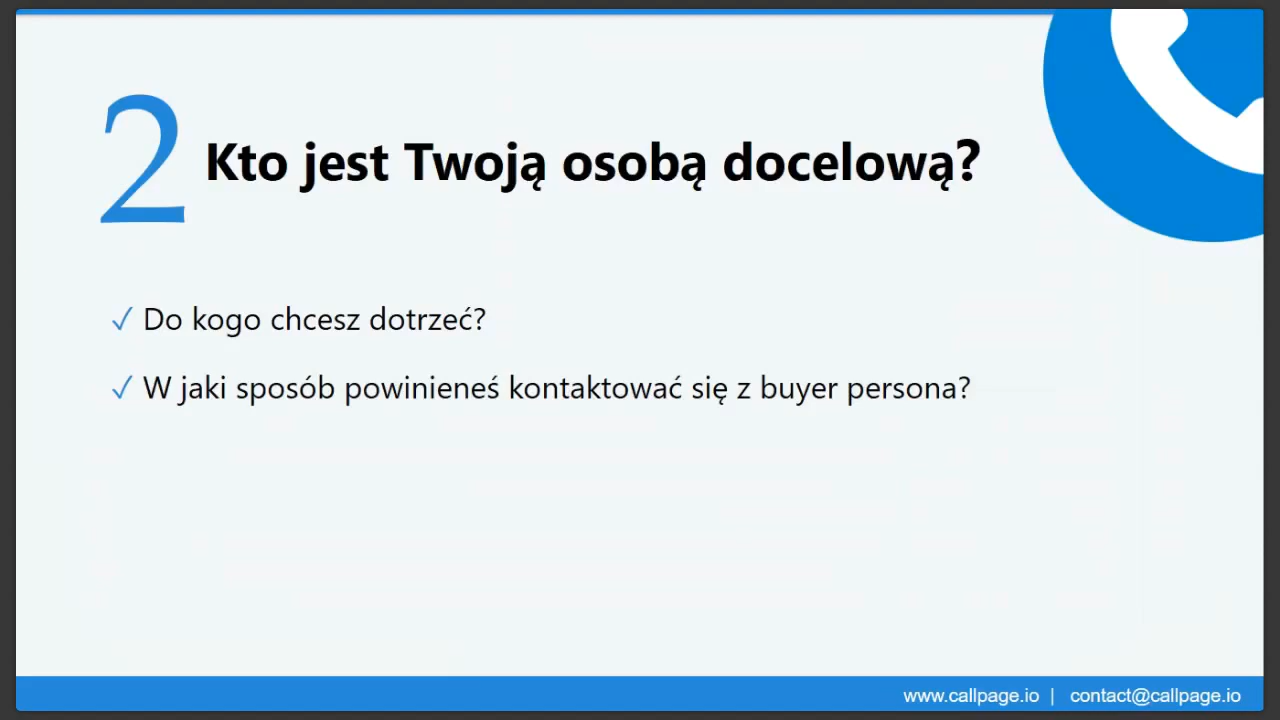 2 Kto jest Twoją osobą docelową?
✓ Do kogo chcesz dotrzeć?
✓ W jaki sposób powinieneś kontaktować się z buyer persona?
www.callpage.io | contact@callpage.io